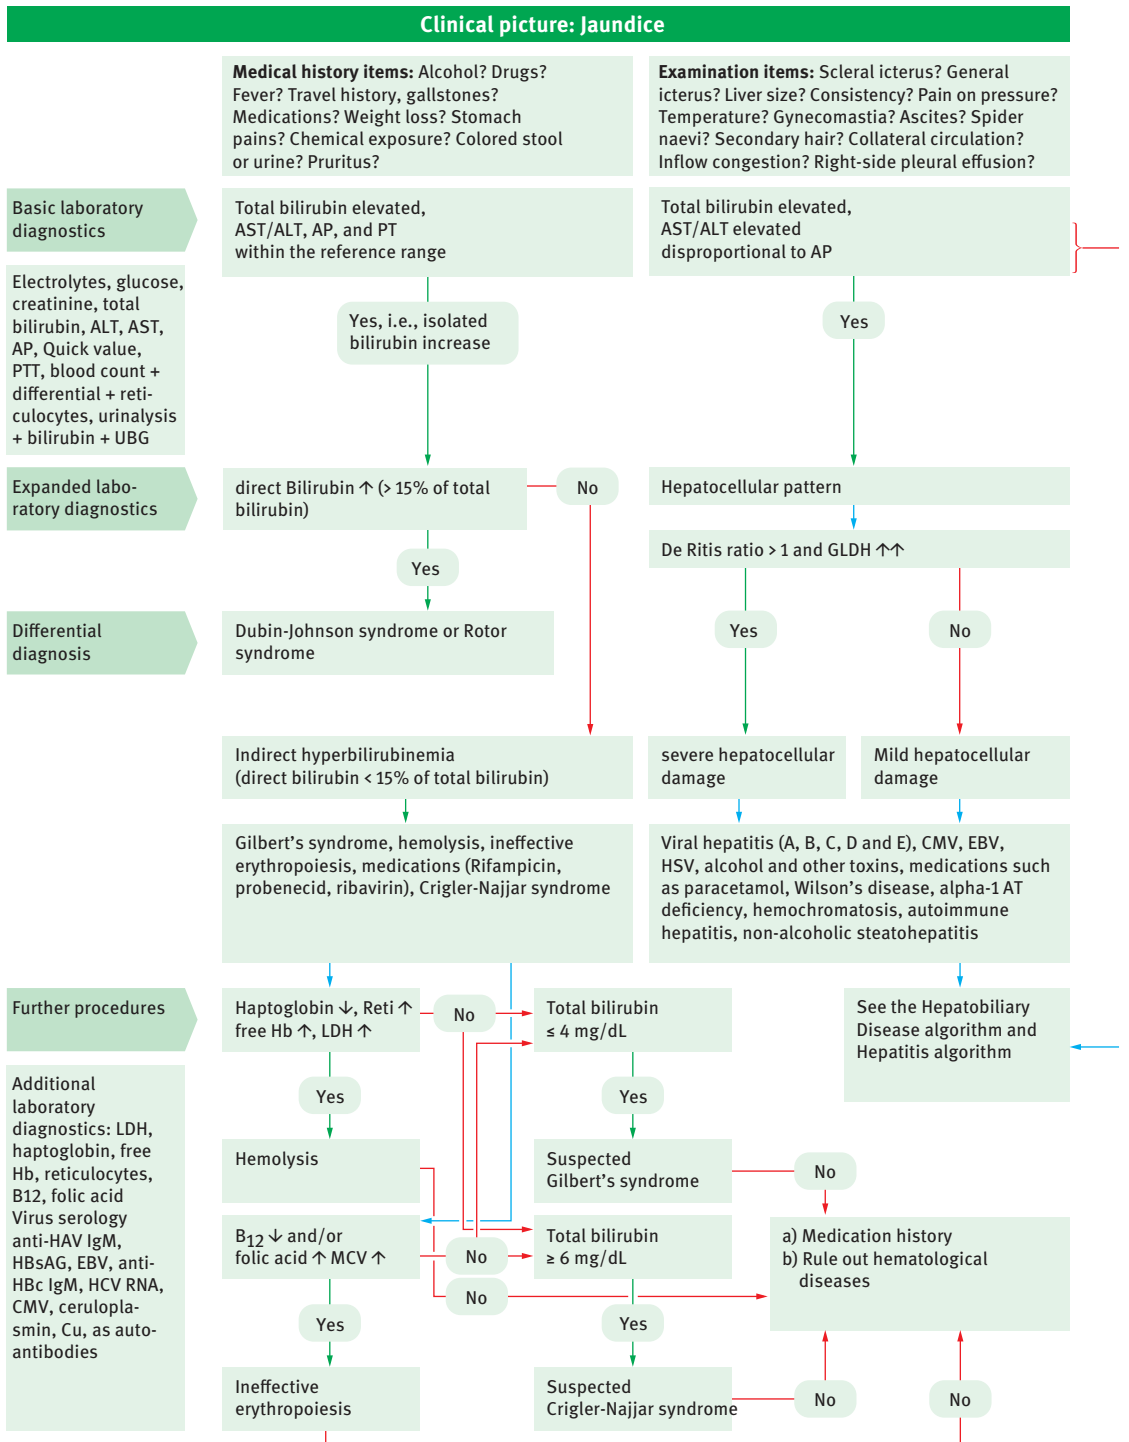 Clinical picture: Jaundice
Medical history items: Alcohol? Drugs?
Fever? Travel history, gallstones?
Medications? Weight loss? Stomach
pains? Chemical exposure? Colored stool
or urine? Pruritus?
Examination items: Scleral icterus? General
icterus? Liver size? Consistency? Pain on pressure?
Temperature? Gynecomastia? Ascites? Spider
naevi? Secondary hair? Collateral circulation?
Inflow congestion? Right-side pleural effusion?
Basic laboratory
diagnostics
Total bilirubin elevated,
AST/ALT, AP, and PT
within the reference range
Total bilirubin elevated,
AST/ALT elevated
disproportional to AP
Electrolytes, glucose,
creatinine, total
bilirubin, ALT, AST,
AP, Quick value,
PTT, blood count +
differential + reti-
culocytes, urinalysis
+ bilirubin + UBG
Yes, i.e., isolated
bilirubin increase
Yes
Expanded labo-
ratory diagnostics
direct Bilirubin ↑ (> 15% of total
bilirubin)
No
Hepatocellular pattern
De Ritis ratio > 1 and GLDH ↑↑
Yes
Differential
diagnosis
Dubin-Johnson syndrome or Rotor
syndrome
Yes
No
Indirect hyperbilirubinemia
(direct bilirubin < 15% of total bilirubin)
severe hepatocellular
damage
Mild hepatocellular
damage
Gilbert's syndrome, hemolysis, ineffective
erythropoiesis, medications (Rifampicin,
probenecid, ribavirin), Crigler-Najjar syndrome
Viral hepatitis (A, B, C, D and E), CMV, EBV,
HSV, alcohol and other toxins, medications such
as paracetamol, Wilson's disease, alpha-1 AT
deficiency, hemochromatosis, autoimmune
hepatitis, non-alcoholic steatohepatitis
Further procedures
Haptoglobin ↓, Reti ↑
free Hb ↑, LDH ↑
No
Total bilirubin
≤ 4 mg/dL
See the Hepatobiliary
Disease algorithm and
Hepatitis algorithm
Additional
laboratory
diagnostics: LDH,
haptoglobin, free
Hb, reticulocytes,
B12, folic acid
Virus serology
anti-HAV IgM,
HBsAG, EBV, anti-
HBc IgM, HCV RNA,
CMV, cerulopla-
smin, Cu, as auto-
antibodies
Yes
Yes
Hemolysis
Suspected
Gilbert's syndrome
No
B12 ↓ and/or
folic acid ↑ MCV ↑
No
Total bilirubin
≥ 6 mg/dL
a) Medication history
b) Rule out hematological
diseases
No
Yes
Yes
Ineffective
erythropoiesis
Suspected
Crigler-Najjar syndrome
No
No